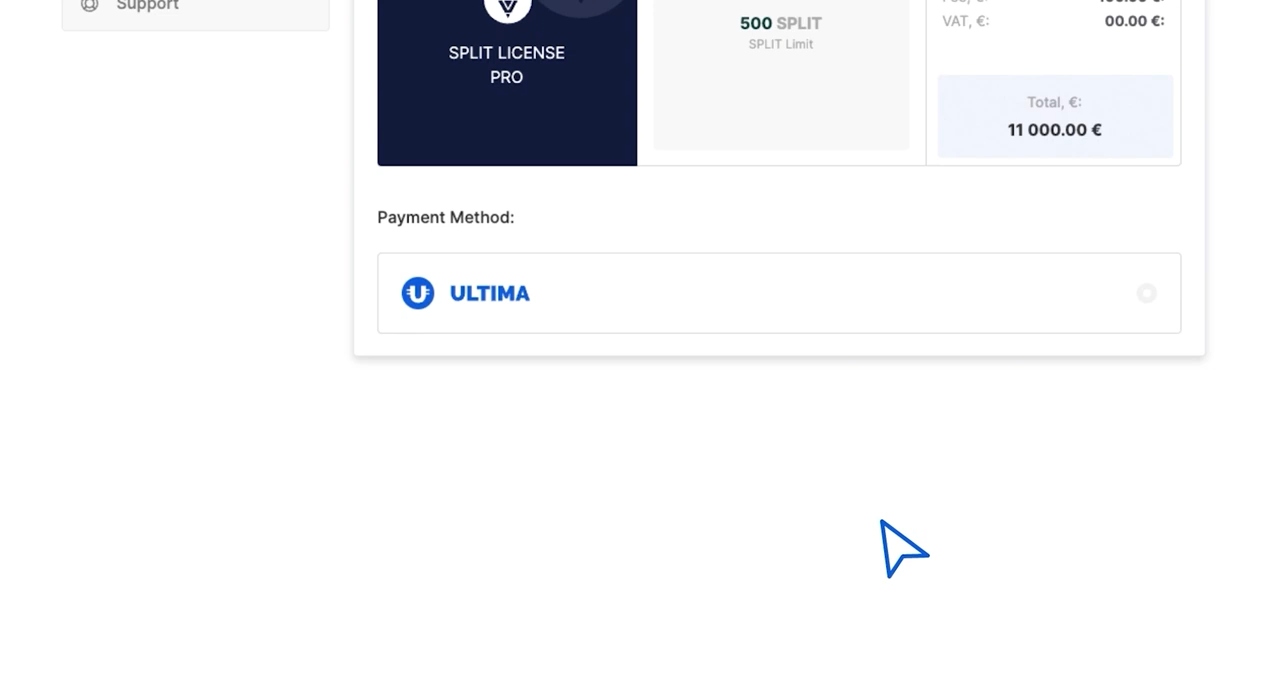 Support
SPLIT LICENSE
PRO
500 SPLIT
SPLIT Limit
VAT, €:
00.00 €:
Total, €:
11 000.00 €
Payment Method:
ULTIMA